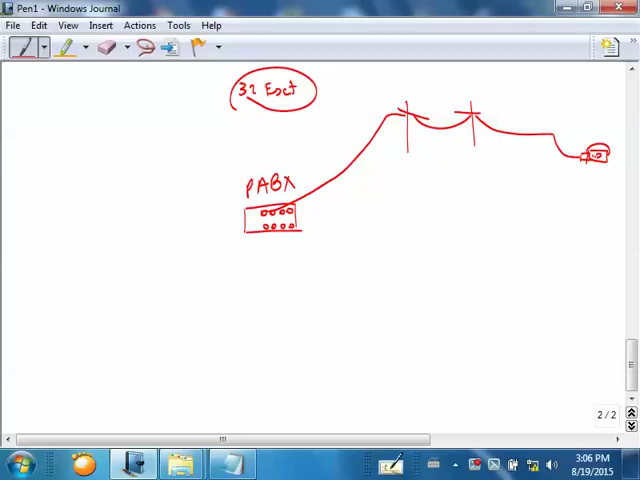 Pen1 - Windows Journal
File Edit View Insert Actions Tools Help
32
PABX
2 / 2
3:06 PM
8/19/2015